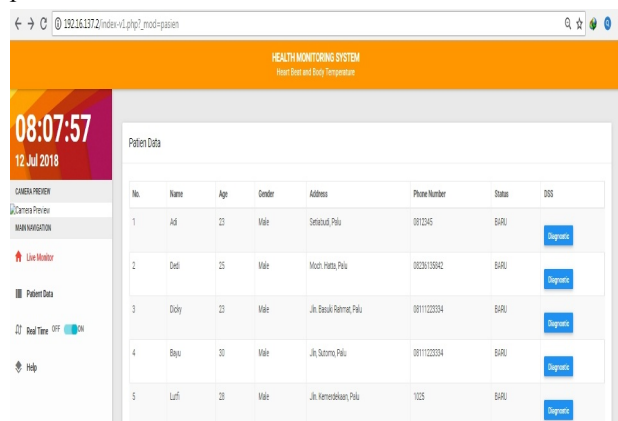 192.16.137.2/index-v1.php?_mod=pasien
HEALTH MONITORING SYSTEM
Heart Beat and Body Temperature
08:07:57
12 Jul 2018
CAMERA PREVIEW
Camera Preview
MAIN NAVIGATION
Live Monitor
Patient Data
Real Time OFF ON
Help
Patien Data
No. Name Age Gender Address Phone Number Status DSS
1 Adi 23 Male Setiabudi, Palu 0812345 BARU Diagnostic
2 Dedi 25 Male Moch. Hatta, Palu 08236135842 BARU Diagnostic
3 Dicky 23 Male Jln. Basuki Rahmat, Palu 08111223334 BARU Diagnostic
4 Bayu 30 Male Jln. Sutomo, Palu 08111223334 BARU Diagnostic
5 Lutfi 28 Male Jln. Kemerdekaan, Palu 1025 BARU Diagnostic